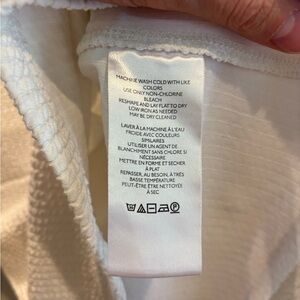 MACHINE WASH COLD WITH LIKE
COLORS
USE ONLY NON-CHLORINE
BLEACH
RESHAPE AND LAY FLAT TO DRY
LOW IRON AS NEEDED
MAY BE DRY CLEANED
LAVER À LA MACHINE À L'EAU
FROIDE AVEC COULEURS
SIMILAIRES
UTILISER UN AGENT DE
BLANCHIMENT SANS CHLORE SI
NÉCESSAIRE
METTRE EN FORME ET SÉCHER
À PLAT
REPASSER, AU BESOIN, À TRÈS
BASSE TEMPÉRATURE
PEUT-ÊTRE ÊTRE NETTOYÉE
À SEC